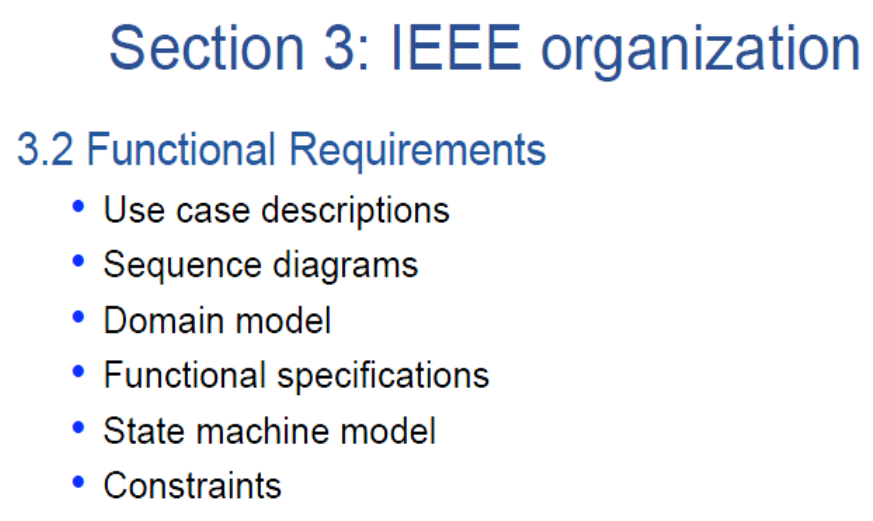 Section 3: IEEE organization
3.2 Functional Requirements
• Use case descriptions
• Sequence diagrams
• Domain model
• Functional specifications
• State machine model
• Constraints